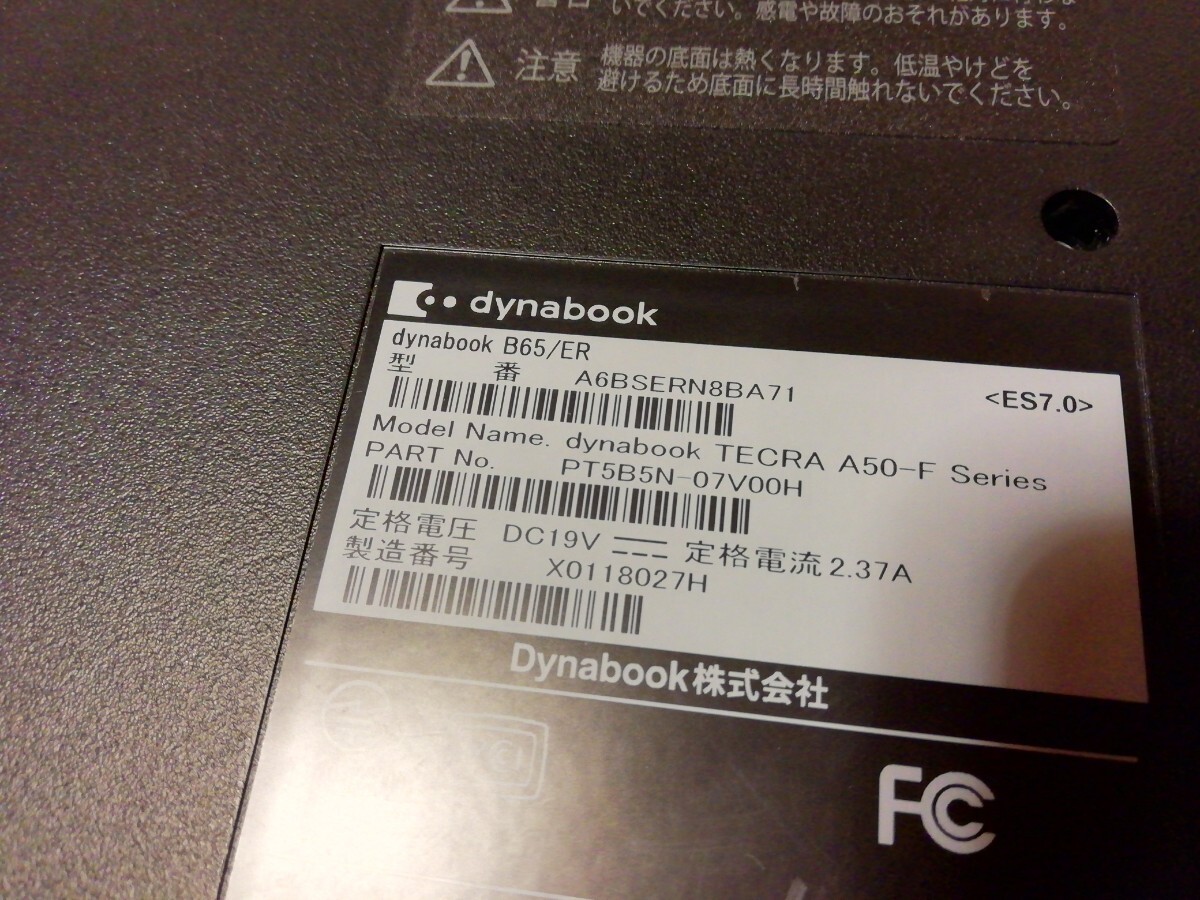 いでください。感電や故障のおそれがあります。
注意 機器の底面は熱くなります。低温やけどを
避けるため底面に長時間触れないでください。
dynabook
dynabook B65/ER
型 番 A6BSERN8BA71
<ES7.0>
Model Name. dynabook TECRA A50-F Series
PART No. PT5B5N-07V00H
定格電圧 DC19V 定格電流2.37A
製造番号 X0118027H
Dynabook株式会社
FC